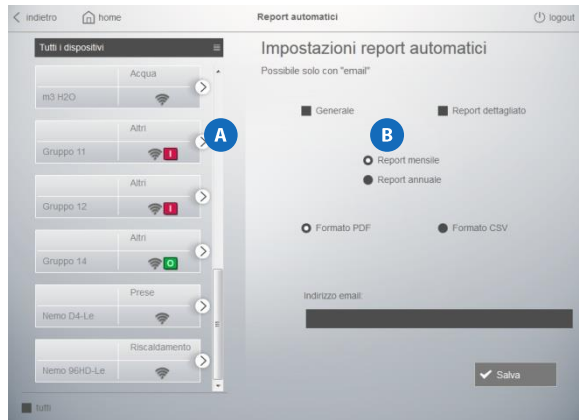 indietro
home
Report automatici
logout
Tutti i dispositivi
Acqua
m3 H2O
Altri
Gruppo 11
I
Altri
Gruppo 12
I
Altri
Gruppo 14
O
Prese
Nemo D4-Le
Riscaldamento
Nemo 96HD-Le
tutti
A
Impostazioni report automatici
Possibile solo con "email"
Generale
Report dettagliato
B
Report mensile
Report annuale
Formato PDF
Formato CSV
Indirizzo email:
Salva